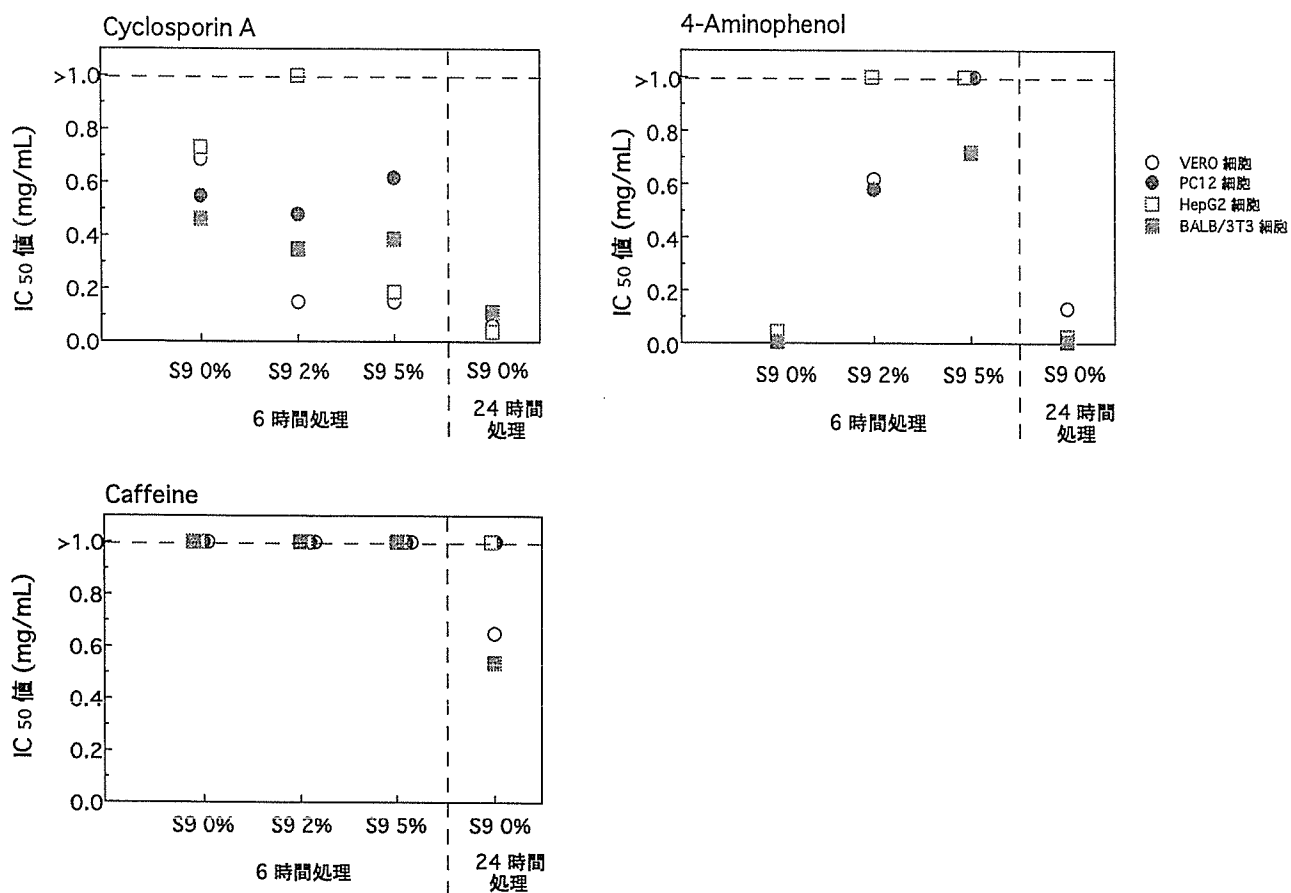 Cyclosporin A
IC 50 値 (mg/mL)
>1.0
0.8
0.6
0.4
0.2
0.0
S9 0% S9 2% S9 5% S9 0%
6 時間処理
24 時間
処理
4-Aminophenol
IC 50 値 (mg/mL)
>1.0
0.8
0.6
0.4
0.2
0.0
S9 0% S9 2% S9 5% S9 0%
6 時間処理
24 時間
処理
VERO 細胞
PC12 細胞
HepG2 細胞
BALB/3T3 細胞
Caffeine
IC 50 値 (mg/mL)
>1.0
0.8
0.6
0.4
0.2
0.0
S9 0% S9 2% S9 5% S9 0%
6 時間処理
24 時間
処理